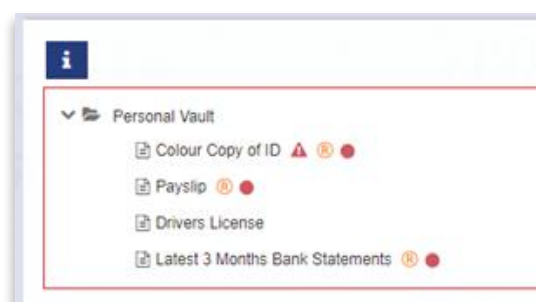 i
Personal Vault
Colour Copy of ID ®
Payslip ®
Drivers License
Latest 3 Months Bank Statements ®